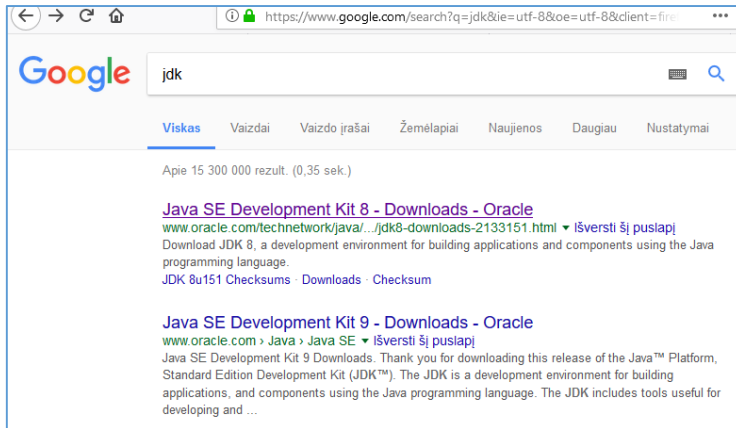 https://www.google.com/search?q=jdk&ie=utf-8&oe=utf-8&client=fire
Google
jdk
Viskas Vaizdai Vaizdo įrašai Žemėlapiai Naujienos Daugiau Nustatymai
Apie 15 300 000 rezult. (0,35 sek.)
Java SE Development Kit 8 - Downloads - Oracle
www.oracle.com/technetwork/java/.../jdk8-downloads-2133151.html ▾ Išversti šį puslapį
Download JDK 8, a development environment for building applications and components using the Java
programming language.
JDK 8u151 Checksums · Downloads · Checksum
Java SE Development Kit 9 - Downloads - Oracle
www.oracle.com › Java › Java SE ▾ Išversti šį puslapį
Java SE Development Kit 9 Downloads. Thank you for downloading this release of the Java™ Platform,
Standard Edition Development Kit (JDK™). The JDK is a development environment for building
applications, and components using the Java programming language. The JDK includes tools useful for
developing and ...